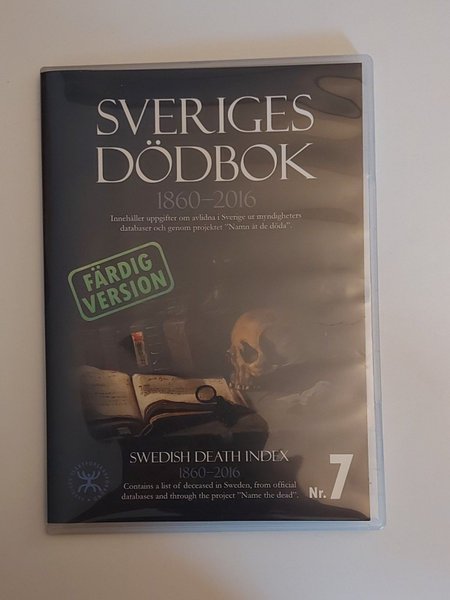 SVERIGES
DÖDBOK
1860–2016
Innehåller uppgifter om avlidna i Sverige ur myndigheters
databaser och genom projektet "Namn åt de döda".
FÄRDIG
VERSION
SWEDISH DEATH INDEX
1860–2016
Contains a list of deceased in Sweden, from official
databases and through the project "Name the dead".
Nr. 7